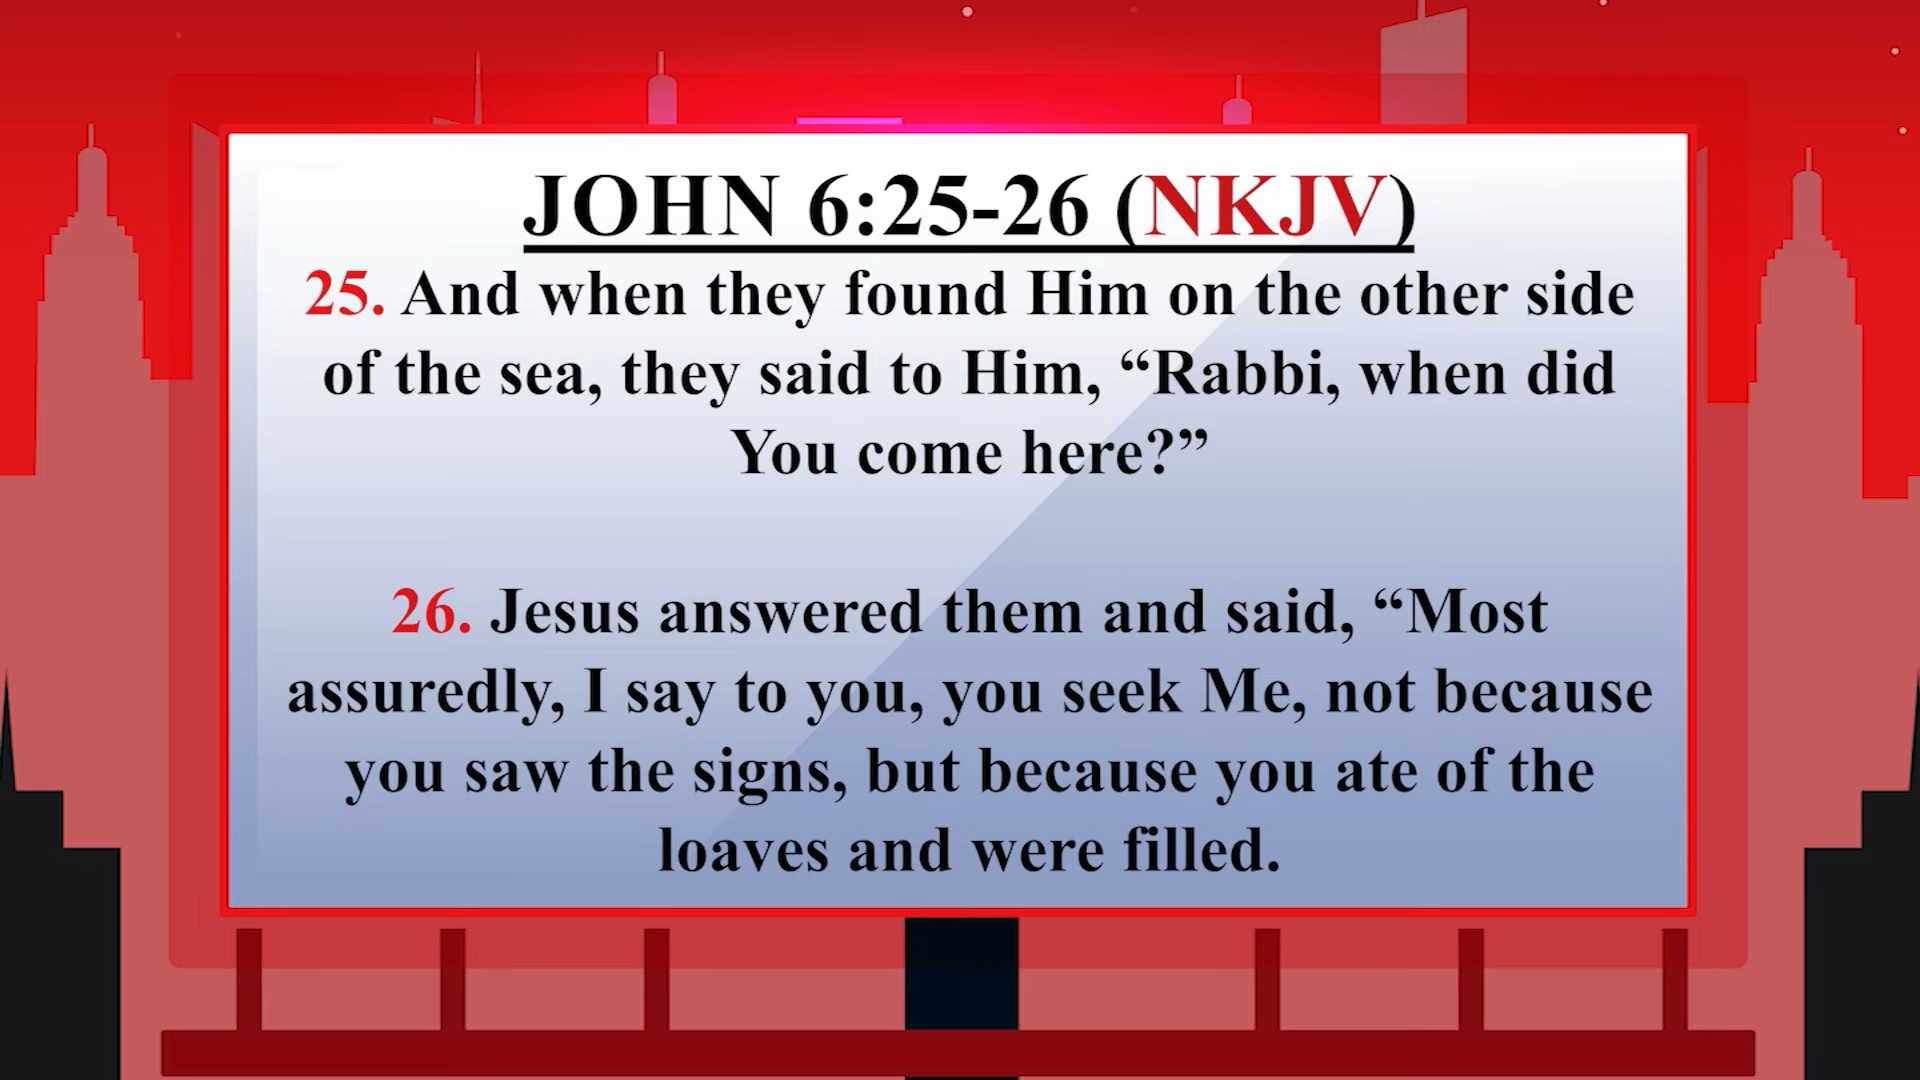 JOHN 6:25-26 (NKJV)
25. And when they found Him on the other side
of the sea, they said to Him, “Rabbi, when did
You come here?”
26. Jesus answered them and said, “Most
assuredly, I say to you, you seek Me, not because
you saw the signs, but because you ate of the
loaves and were filled.